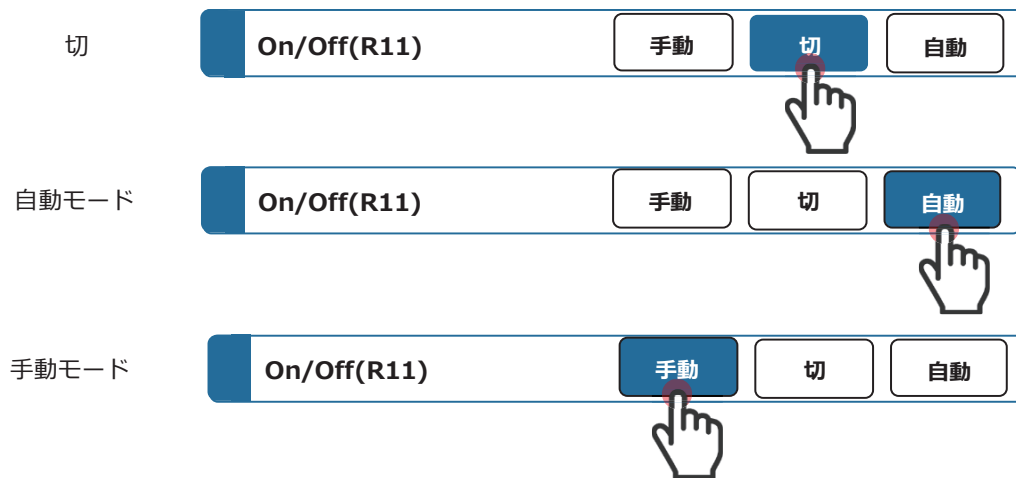 切 On/Off(R11) 手動 切 自動
自動モード On/Off(R11) 手動 切 自動
手動モード On/Off(R11) 手動 切 自動